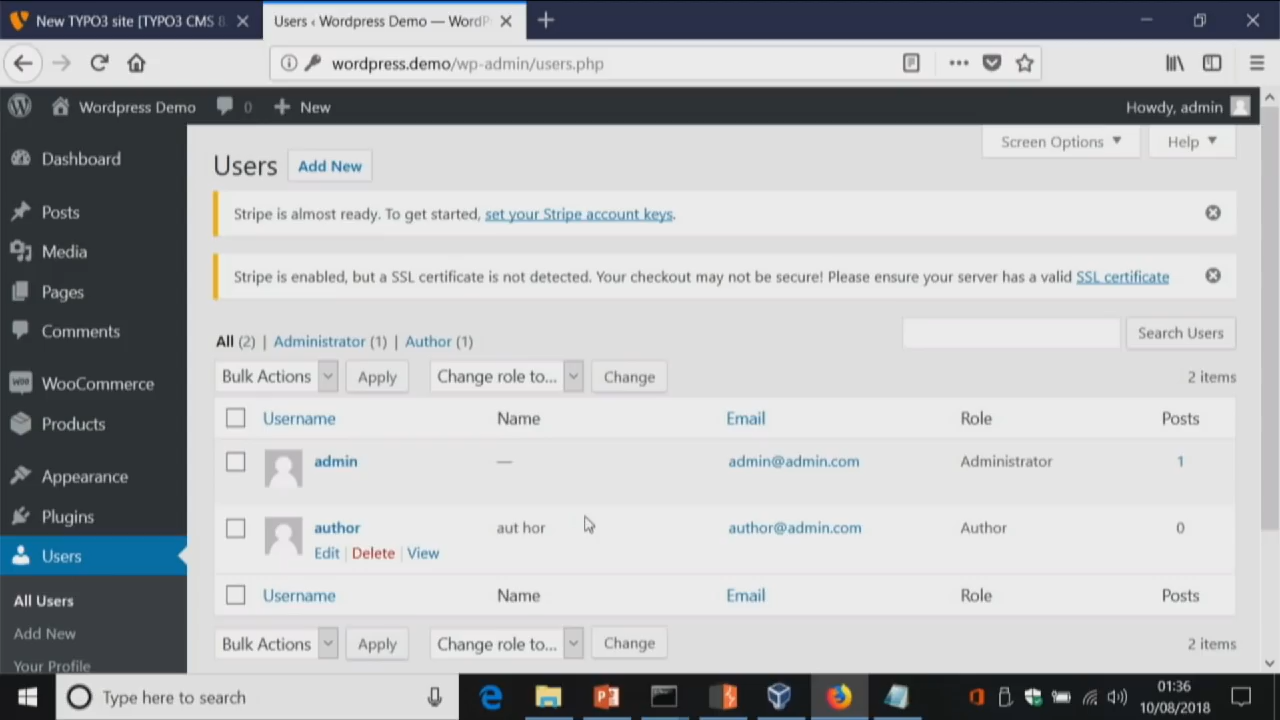 New TYPO3 site [TYPO3 CMS 8.
Users ‹ Wordpress Demo — WordP
wordpress.demo/wp-admin/users.php
Wordpress Demo 0 New Howdy, admin
Screen Options Help
Dashboard
Posts
Media
Pages
Comments
WooCommerce
Products
Appearance
Plugins
Users
All Users
Add New
Your Profile
Users Add New
Stripe is almost ready. To get started, set your Stripe account keys.
Stripe is enabled, but a SSL certificate is not detected. Your checkout may not be secure! Please ensure your server has a valid SSL certificate
All (2) | Administrator (1) | Author (1)
Search Users
Bulk Actions Apply Change role to... Change 2 items
Username Name Email Role Posts
admin — admin@admin.com Administrator 1
author aut hor author@admin.com Author 0
Edit | Delete | View
Username Name Email Role Posts
Bulk Actions Apply Change role to... Change 2 items
Type here to search
01:36
10/08/2018